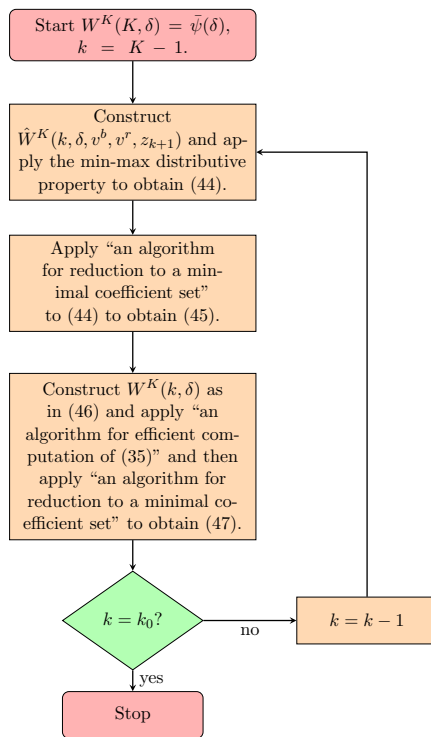 Start $W^K(K, \delta) = \bar{\psi}(\delta)$,
$k = K - 1$.
Construct
$\hat{W}^K(k, \delta, v^b, v^r, z_{k+1})$ and ap-
ply the min-max distributive
property to obtain (44).
Apply “an algorithm
for reduction to a min-
imal coefficient set”
to (44) to obtain (45).
Construct $W^K(k, \delta)$ as
in (46) and apply “an
algorithm for efficient com-
putation of (35)” and then
apply “an algorithm for
reduction to a minimal co-
efficient set” to obtain (47).
$k = k_0$?
no
$k = k - 1$
yes
Stop